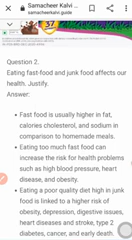 Samacheer Kalvi ...
samacheerkalvi.guide
37
Question 2.
Eating fast-food and junk food affects our
health. Justify.
Answer:
• Fast food is usually higher in fat,
calories cholesterol, and sodium in
comparison to homemade meals.
• Eating too much fast food can
increase the risk for health problems
such as high blood pressure, heart
disease, and obesity.
• Eating a poor quality diet high in junk
food is linked to a higher risk of
obesity, depression, digestive issues,
heart diseases and stroke, type 2
diabetes, cancer, and early death.